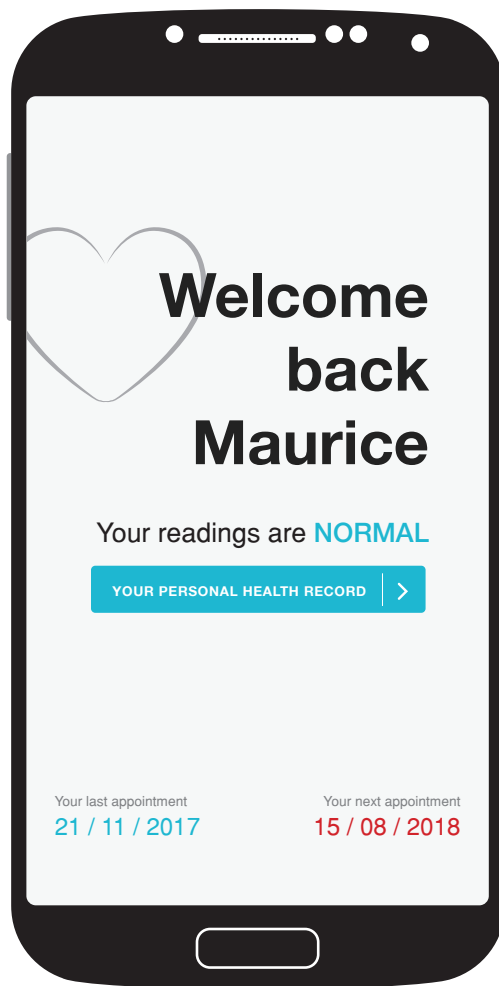 Welcome
back
Maurice
Your readings are NORMAL
YOUR PERSONAL HEALTH RECORD
Your last appointment
21 / 11 / 2017
Your next appointment
15 / 08 / 2018